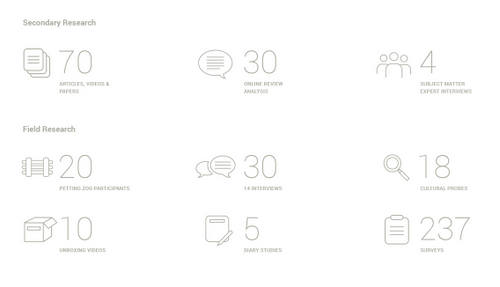 Secondary Research
70
ARTICLES, VIDEOS &
PAPERS
30
ONLINE REVIEW
ANALYSIS
4
SUBJECT MATTER
EXPERT INTERVIEWS
Field Research
20
PETTING ZOO PARTICIPANTS
30
14 INTERVIEWS
18
CULTURAL PROBES
10
UNBOXING VIDEOS
5
DIARY STUDIES
237
SURVEYS